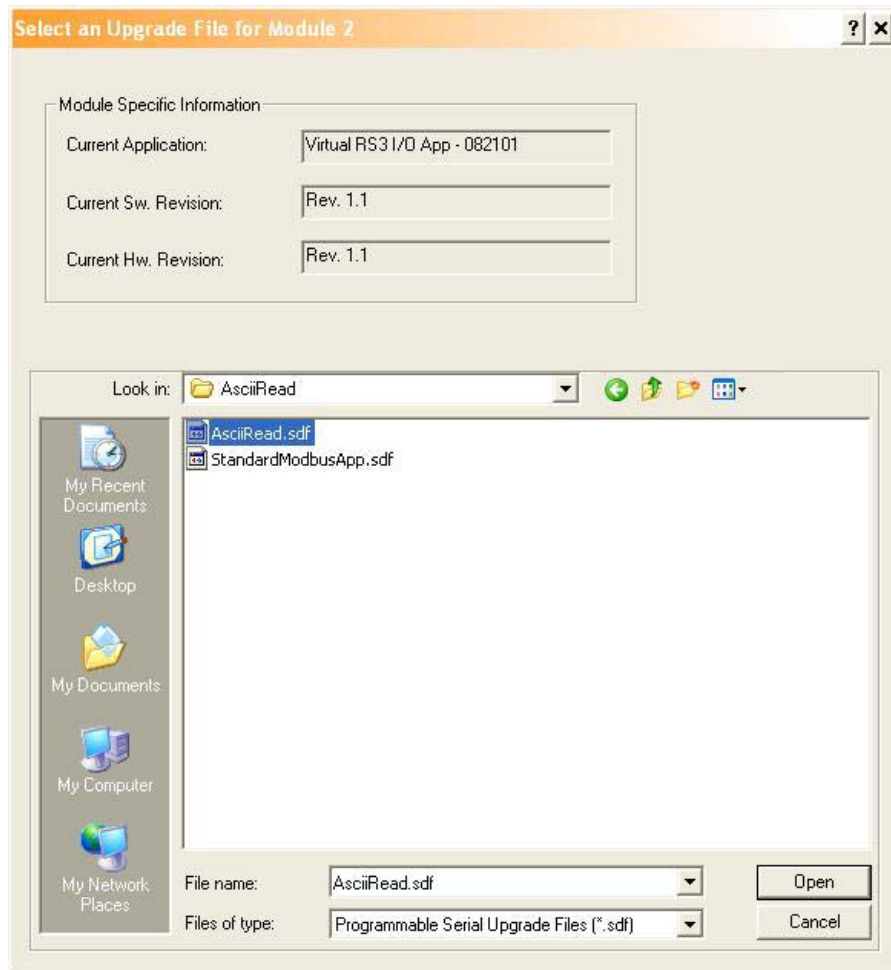 Select an Upgrade File for Module 2
Module Specific Information
Current Application: Virtual RS3 I/O App - 082101
Current Sw. Revision: Rev. 1.1
Current Hw. Revision: Rev. 1.1
Look in: AsciiRead
AsciiRead.sdf
StandardModbusApp.sdf
My Recent
Documents
Desktop
My Documents
My Computer
My Network
Places
File name: AsciiRead.sdf Open
Files of type: Programmable Serial Upgrade Files (*.sdf) Cancel